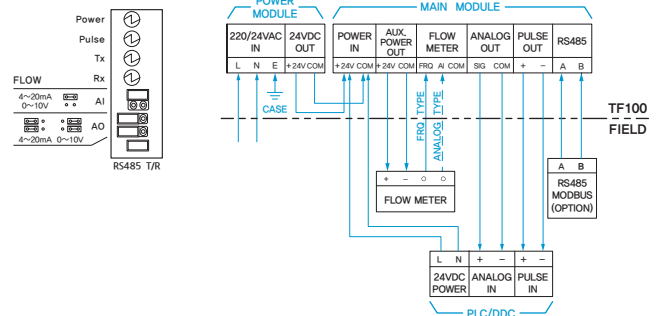 Power
Pulse
Tx
Rx
FLOW
4~20mA
0~10V
AI
AO
4~20mA 0~10V
RS485 T/R
POWER
MODULE
MAIN MODULE
220/24VAC
IN
24VDC
OUT
POWER
IN
AUX.
POWER
OUT
FLOW
METER
ANALOG
OUT
PULSE
OUT
RS485
L N E +24V COM +24V COM +24V COM FRQ AI COM SIG COM + − A B
CASE
FRQ TYPE
ANALOG TYPE
TF100
FIELD
+ −
FLOW METER
A B
RS485
MODBUS
(OPTION)
L N + − + −
24VDC
POWER
ANALOG
IN
PULSE
IN
PLC/DDC